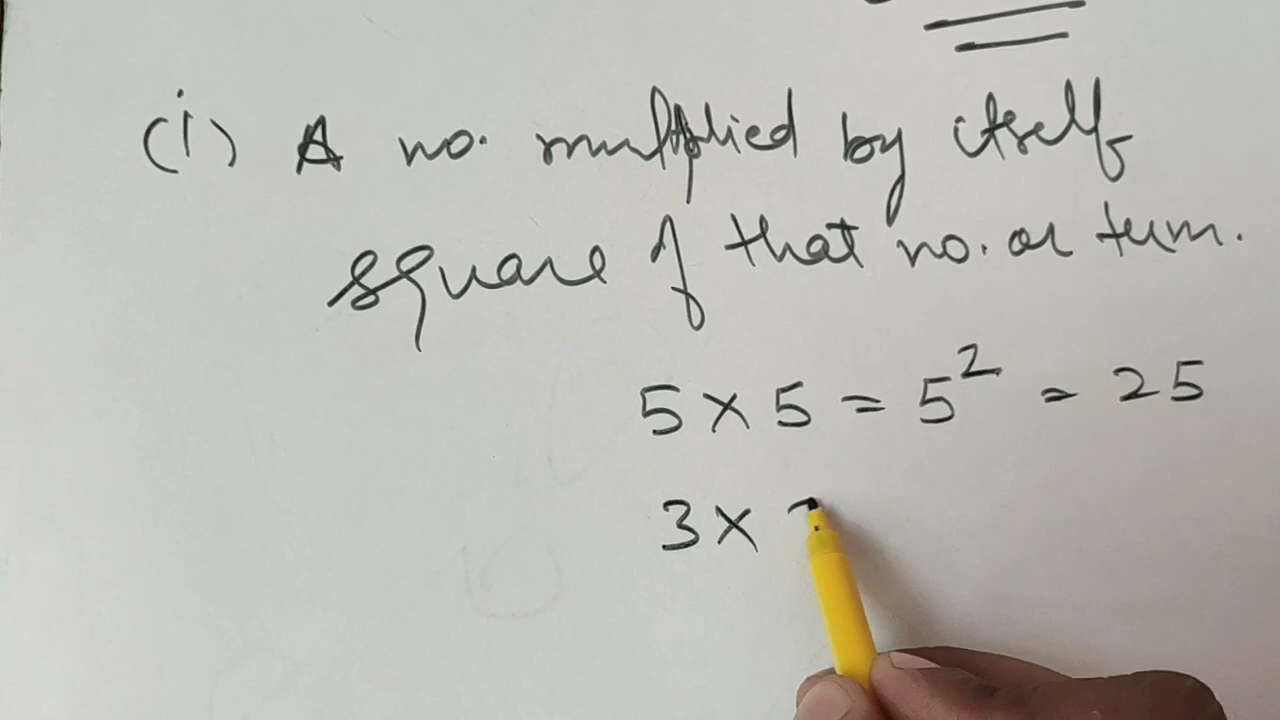 (i) A no. multiplied by itself
square of that no. or term.
5 × 5 = 5² = 25
3 ×